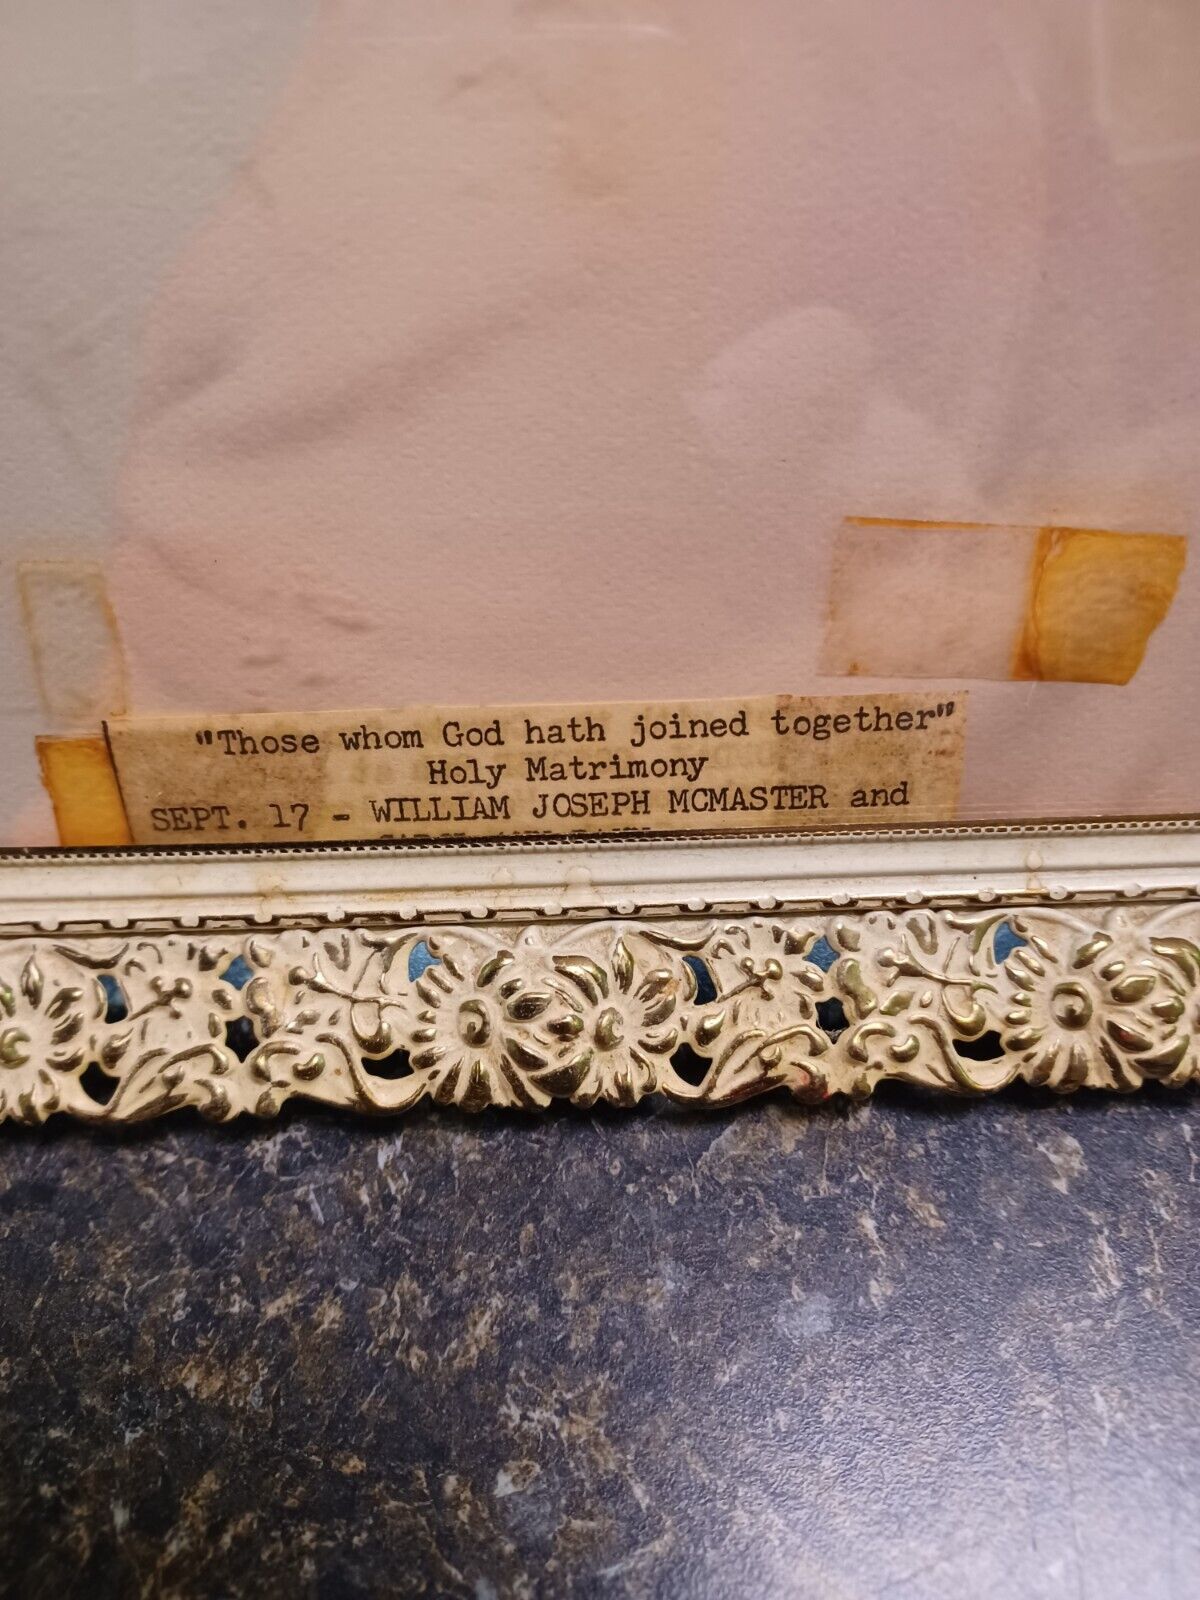 "Those whom God hath joined together"
Holy Matrimony
SEPT. 17 - WILLIAM JOSEPH MCMASTER and